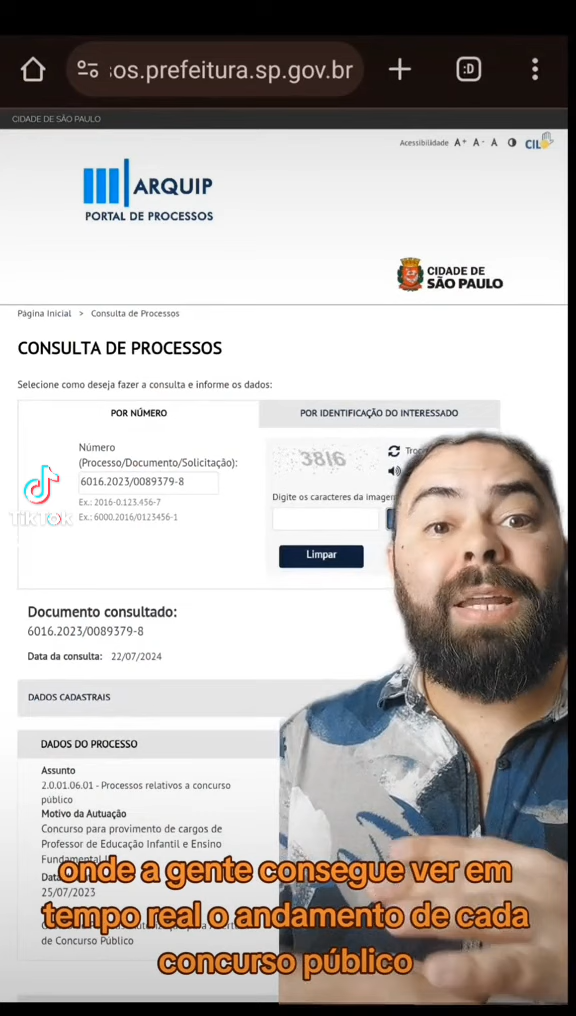 sos.prefeitura.sp.gov.br
:D
CIDADE DE SÃO PAULO
Acessibilidade A+ A- A CIL
ARQUIP
PORTAL DE PROCESSOS
CIDADE DE
SÃO PAULO
Página Inicial > Consulta de Processos
CONSULTA DE PROCESSOS
Selecione como deseja fazer a consulta e informe os dados:
POR NÚMERO
POR IDENTIFICAÇÃO DO INTERESSADO
Número
(Processo/Documento/Solicitação):
6016.2023/0089379-8
Ex.: 2016-0.123.456-7
Ex.: 6000.2016/0123456-1
38I6
Digite os caracteres da imagem
Limpar
TikTok
Documento consultado:
6016.2023/0089379-8
Data da consulta: 22/07/2024
DADOS CADASTRAIS
DADOS DO PROCESSO
Assunto
2.0.01.06.01 - Processos relativos a concurso
público
Motivo da Autuação
Concurso para provimento de cargos de
Professor de Educação Infantil e Ensino
Fundamental I
25/07/2023
de Concurso Público
onde a gente consegue ver em
tempo real o andamento de cada
concurso público